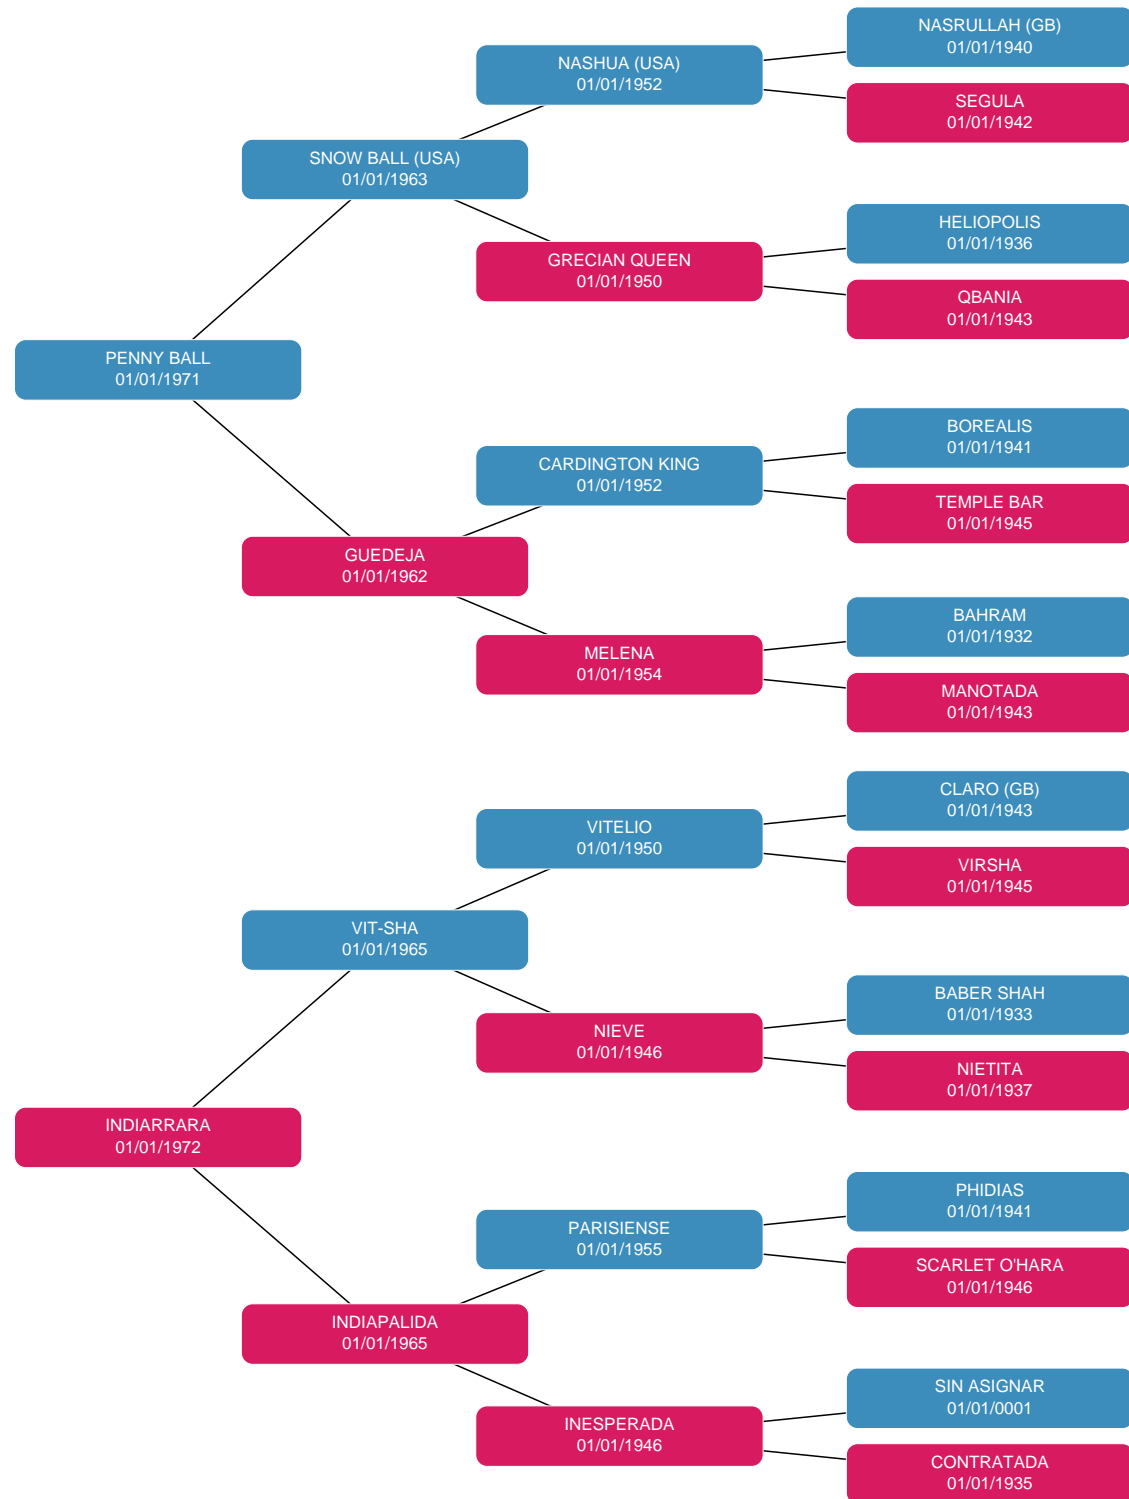 NASRULLAH (GB)
01/01/1940
NASHUA (USA)
01/01/1952
SEGULA
01/01/1942
SNOW BALL (USA)
01/01/1963
HELIOPOLIS
01/01/1936
GRECIAN QUEEN
01/01/1950
QBANIA
01/01/1943
PENNY BALL
01/01/1971
BOREALIS
01/01/1941
CARDINGTON KING
01/01/1952
TEMPLE BAR
01/01/1945
GUEDEJA
01/01/1962
BAHRAM
01/01/1932
MELENA
01/01/1954
MANOTADA
01/01/1943
CLARO (GB)
01/01/1943
VITELIO
01/01/1950
VIRSHA
01/01/1945
VIT-SHA
01/01/1965
BABER SHAH
01/01/1933
NIEVE
01/01/1946
NIETITA
01/01/1937
INDIARRARA
01/01/1972
PHIDIAS
01/01/1941
PARISIENSE
01/01/1955
SCARLET O'HARA
01/01/1946
INDIAPALIDA
01/01/1965
SIN ASIGNAR
01/01/0001
INESPERADA
01/01/1946
CONTRATADA
01/01/1935